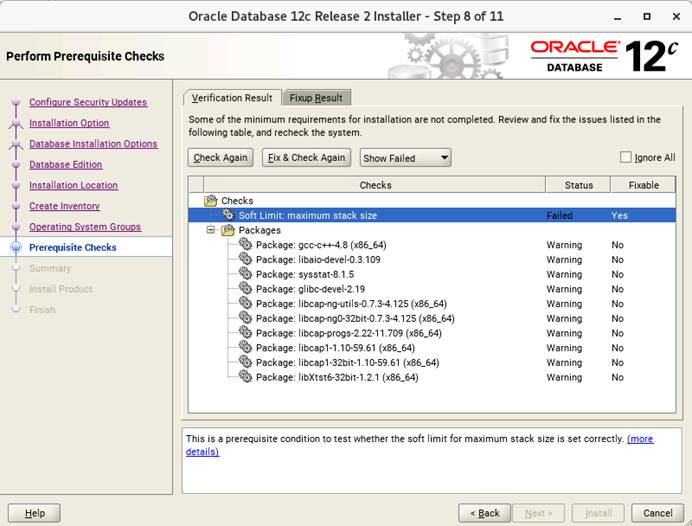 Oracle Database 12c Release 2 Installer - Step 8 of 11
Perform Prerequisite Checks
ORACLE
DATABASE
12c
Configure Security Updates
Installation Option
Database Installation Options
Database Edition
Installation Location
Create Inventory
Operating System Groups
Prerequisite Checks
Summary
Install Product
Finish
Verification Result
Fixup Result
Some of the minimum requirements for installation are not completed. Review and fix the issues listed in the
following table, and recheck the system.
Check Again
Fix & Check Again
Show Failed
Ignore All
Checks Status Fixable
Checks
Soft Limit: maximum stack size Failed Yes
Packages
Package: gcc-c++-4.8 (x86_64) Warning No
Package: libaio-devel-0.3.109 Warning No
Package: sysstat-8.1.5 Warning No
Package: glibc-devel-2.19 Warning No
Package: libcap-ng-utils-0.7.3-4.125 (x86_64) Warning No
Package: libcap-ng0-32bit-0.7.3-4.125 (x86_64) Warning No
Package: libcap-progs-2.22-11.709 (x86_64) Warning No
Package: libcap1-1.10-59.61 (x86_64) Warning No
Package: libcap1-32bit-1.10-59.61 (x86_64) Warning No
Package: libXtst6-32bit-1.2.1 (x86_64) Warning No
This is a prerequisite condition to test whether the soft limit for maximum stack size is set correctly. (more
details)
Help
< Back
Next >
Install
Cancel